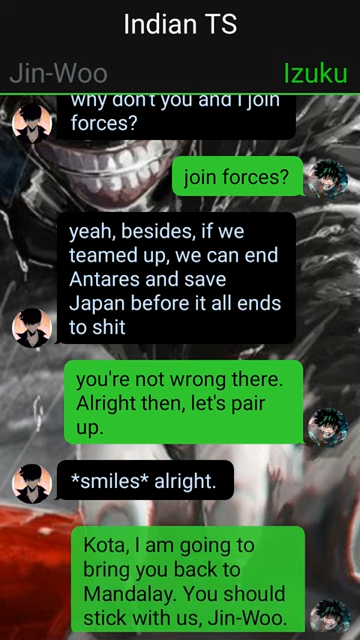 Indian TS
Jin-Woo
Izuku
why don't you and I join
forces?
join forces?
yeah, besides, if we
teamed up, we can end
Antares and save
Japan before it all ends
to shit
you're not wrong there.
Alright then, let's pair
up.
*smiles* alright.
Kota, I am going to
bring you back to
Mandalay. You should
stick with us, Jin-Woo.